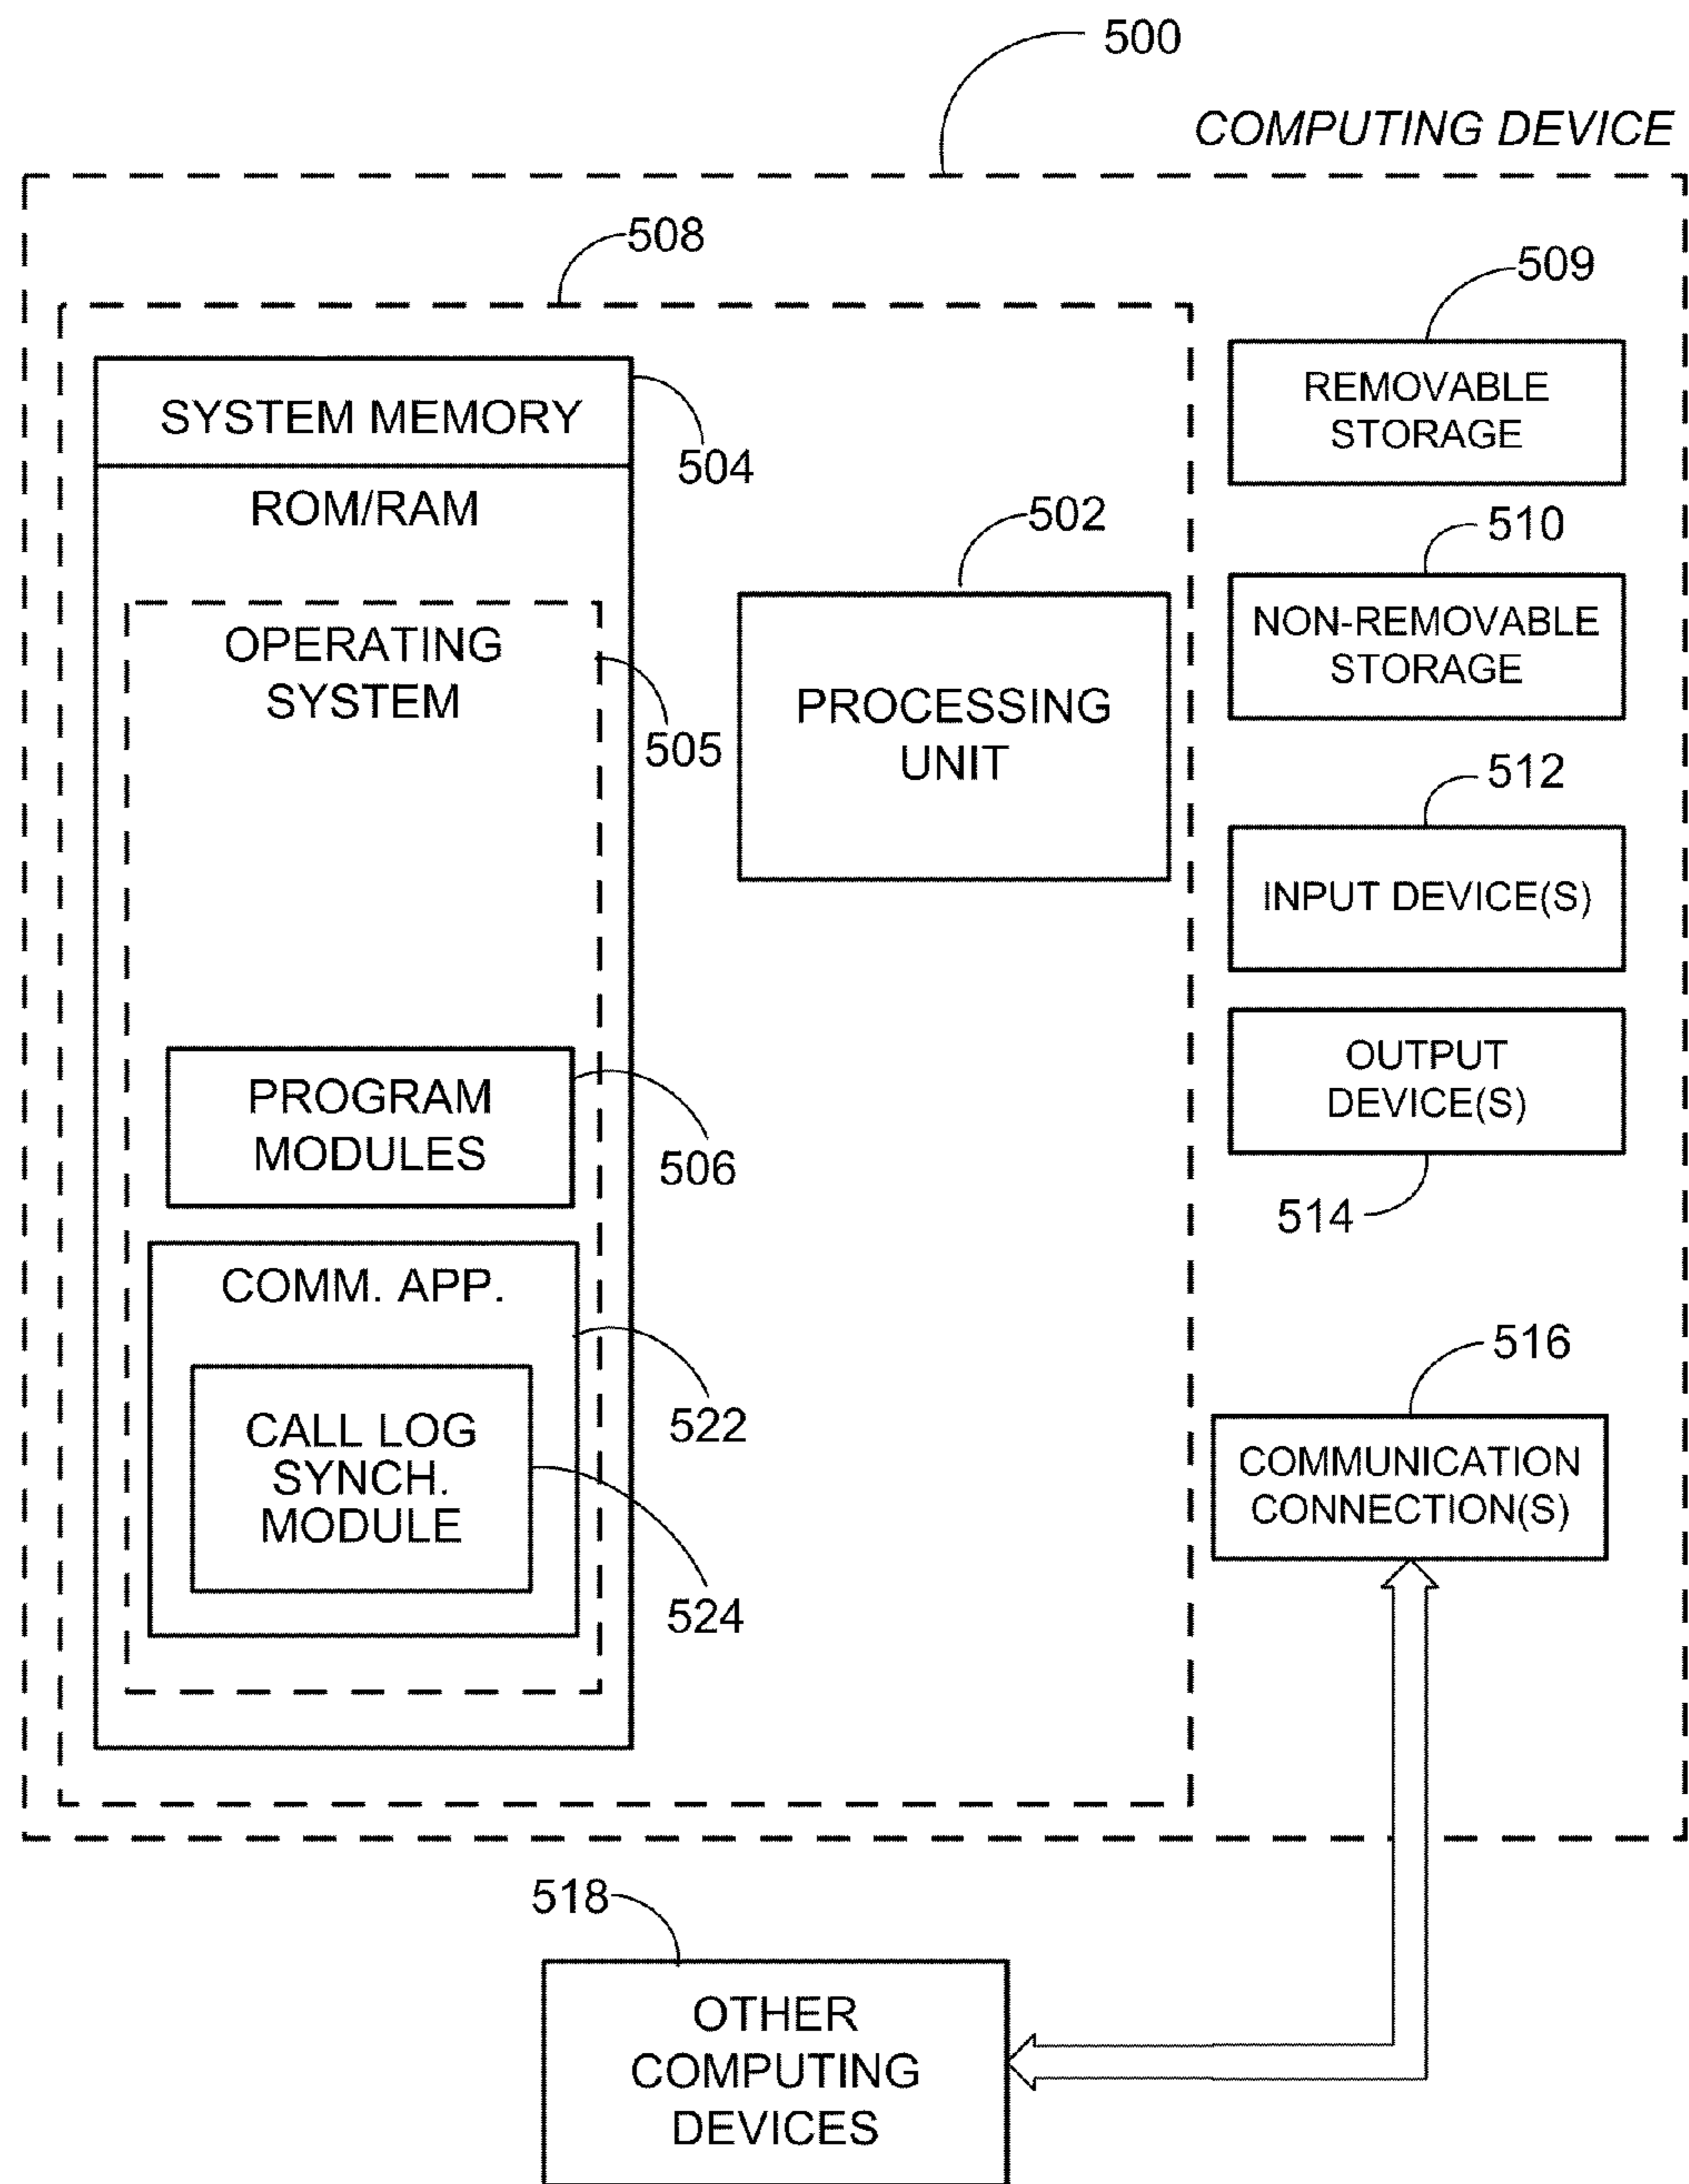 500
COMPUTING DEVICE
508
509
SYSTEM MEMORY
504
REMOVABLE
STORAGE
ROM/RAM
502
510
OPERATING
SYSTEM
505
PROCESSING
UNIT
NON-REMOVABLE
STORAGE
512
INPUT DEVICE(S)
PROGRAM
MODULES
506
OUTPUT
DEVICE(S)
514
COMM. APP.
522
516
CALL LOG
SYNCH.
MODULE
524
COMMUNICATION
CONNECTION(S)
518
OTHER
COMPUTING
DEVICES